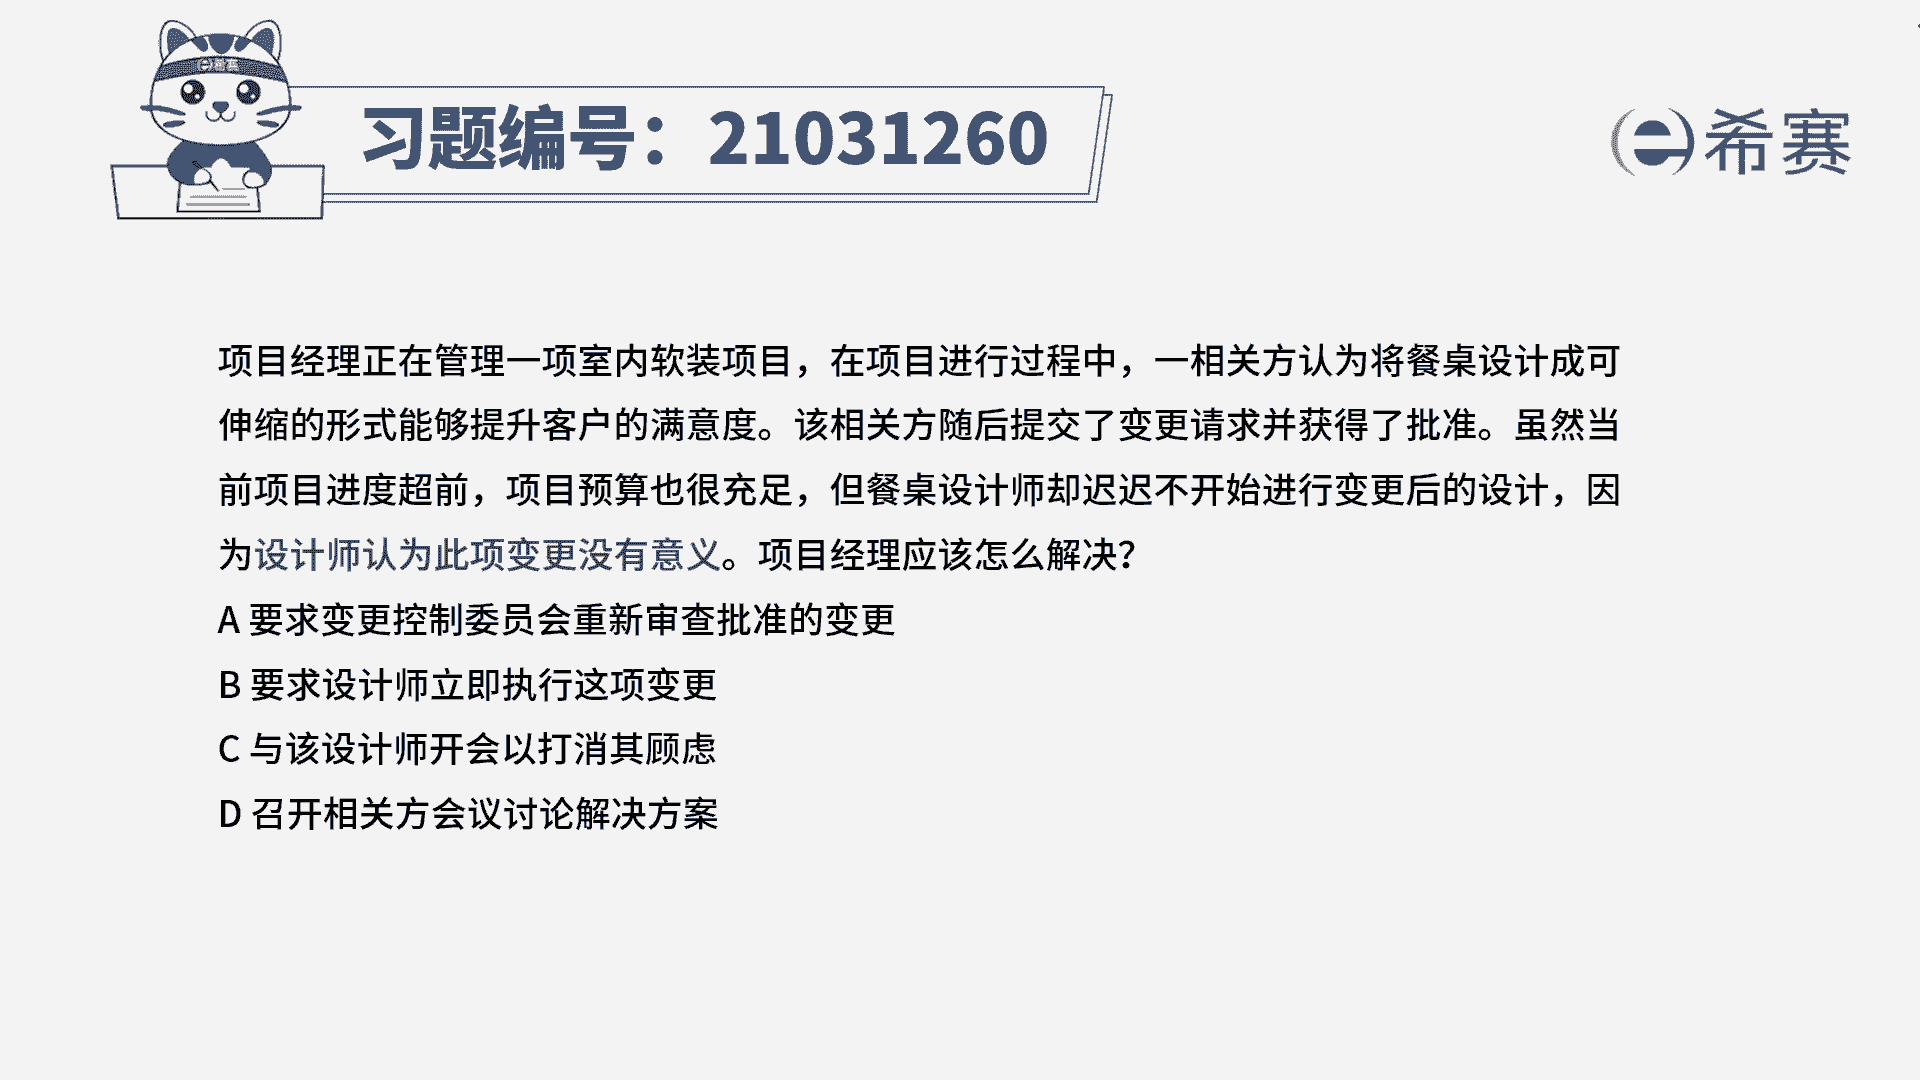 习题编号：21031260
希赛
项目经理正在管理一项室内软装项目，在项目进行过程中，一相关方认为将餐桌设计成可
伸缩的形式能够提升客户的满意度。该相关方随后提交了变更请求并获得了批准。虽然当
前项目进度超前，项目预算也很充足，但餐桌设计师却迟迟不开始进行变更后的设计，因
为设计师认为此项变更没有意义。项目经理应该怎么解决？
A 要求变更控制委员会重新审查批准的变更
B 要求设计师立即执行这项变更
C 与该设计师开会以打消其顾虑
D 召开相关方会议讨论解决方案